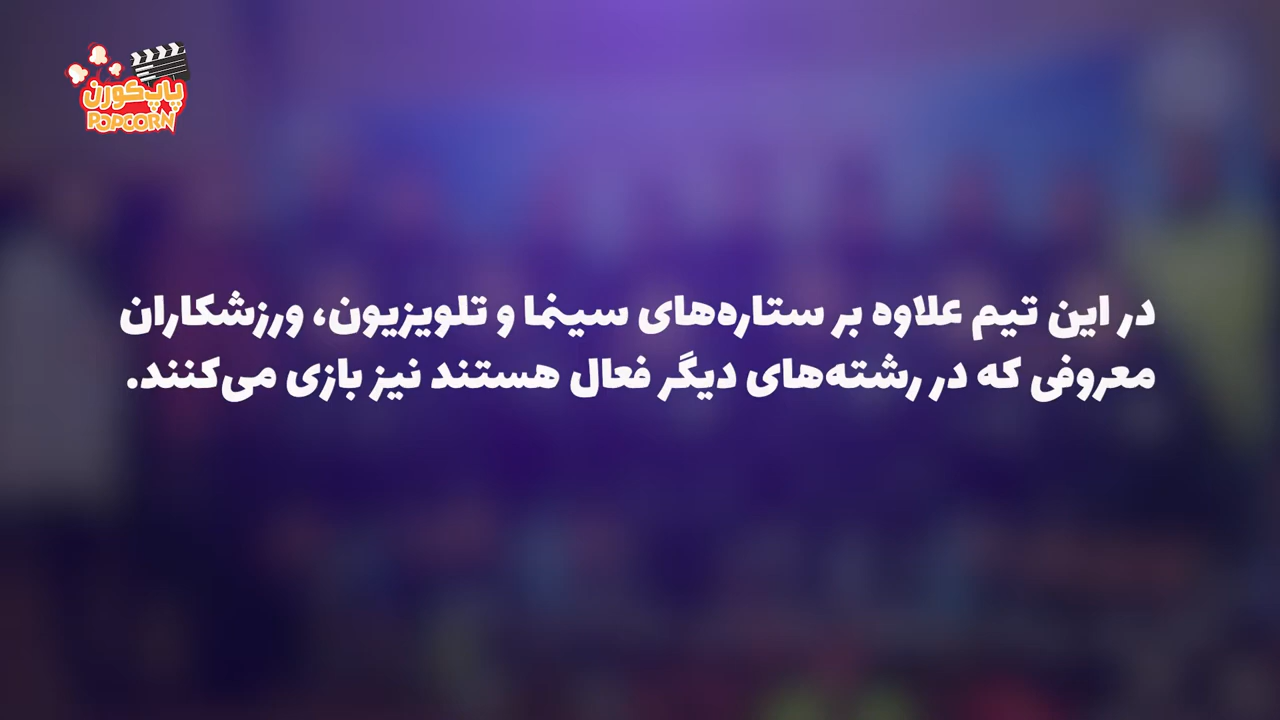 پاپ‌کورن
POPCORN
در این تیم علاوه بر ستاره‌های سینما و تلویزیون، ورزشکاران
معروفی که در رشته‌های دیگر فعال هستند نیز بازی می‌کنند.